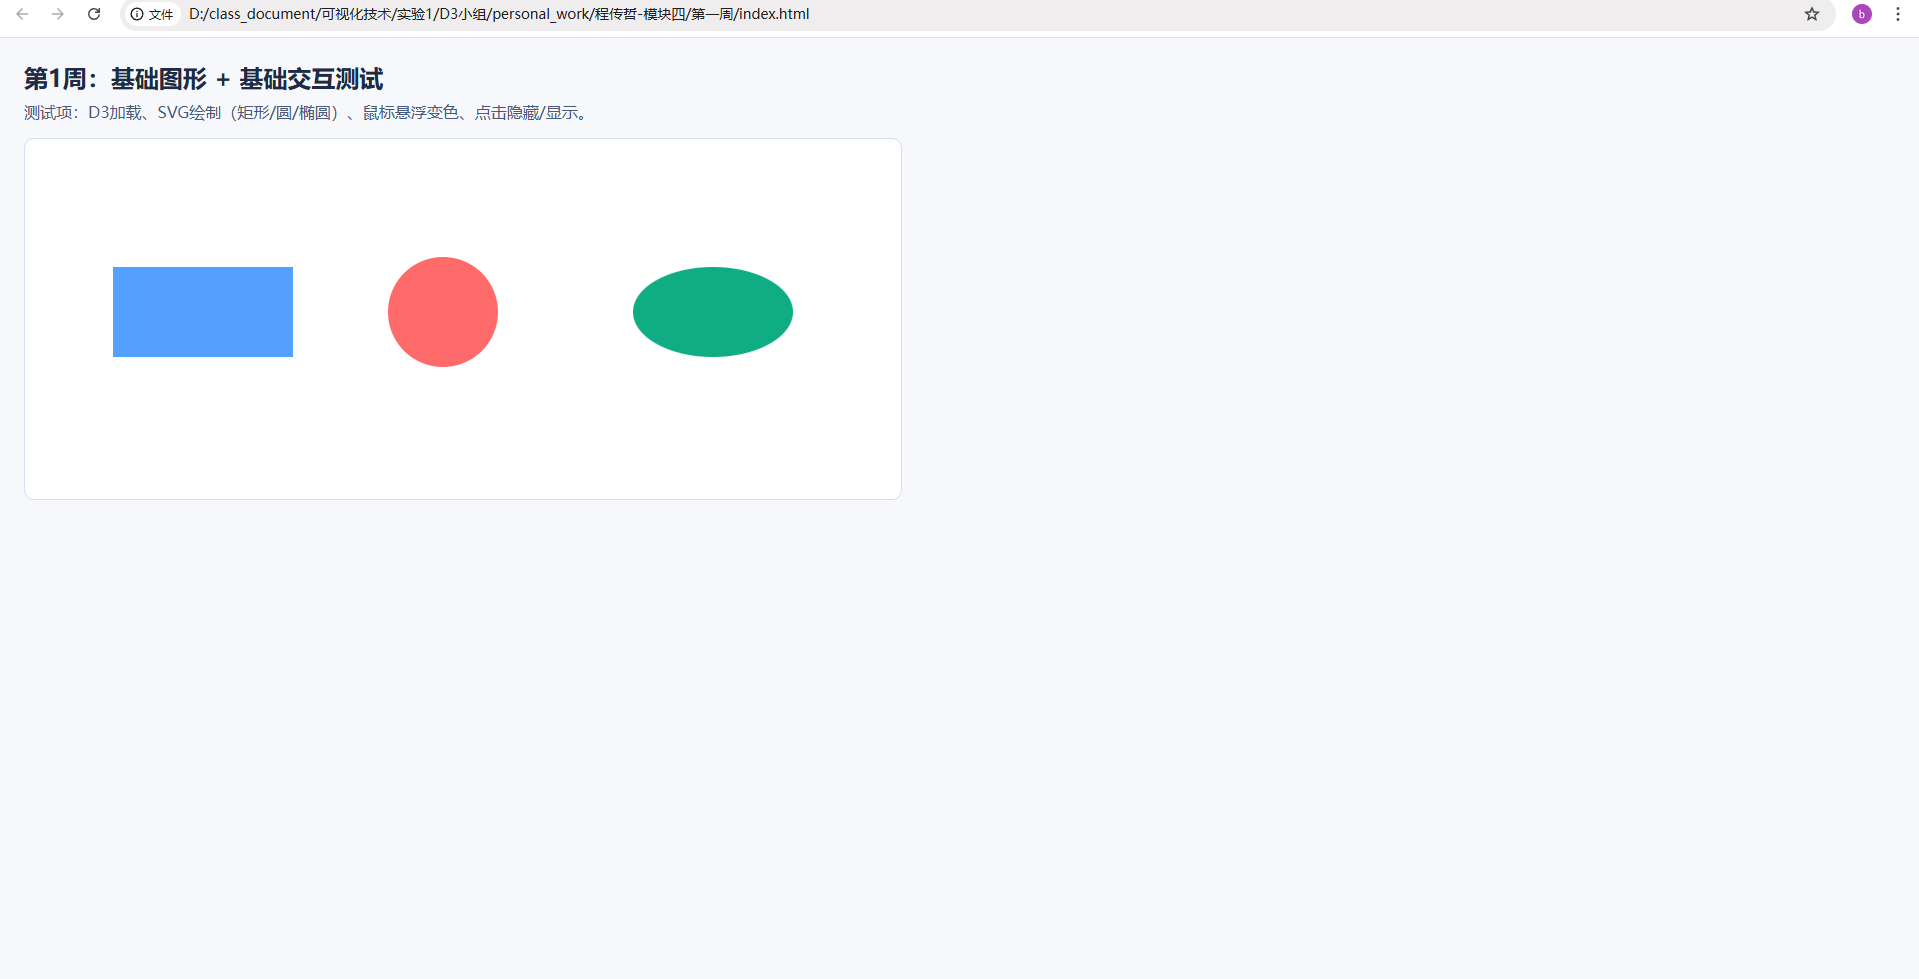 文件 D:/class_document/可视化技术/实验1/D3小组/personal_work/程传哲-模块四/第一周/index.html b
第1周：基础图形 + 基础交互测试
测试项：D3加载、SVG绘制（矩形/圆/椭圆）、鼠标悬浮变色、点击隐藏/显示。